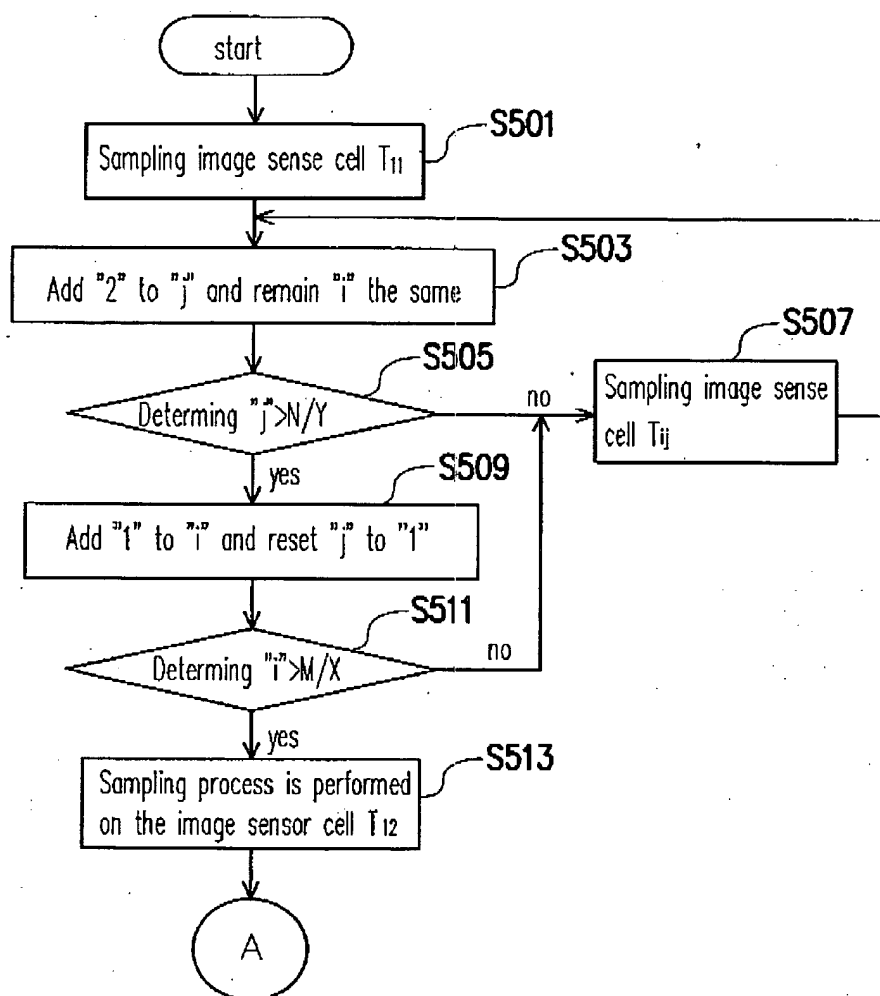 start
S501
Sampling image sense cell T11
S503
Add "2" to "j" and remain "i" the same
S505
S507
Determing "j">N/Y
no
Sampling image sense
cell Tij
yes
S509
Add "1" to "i" and reset "j" to "1"
S511
Determing "i">M/X
no
yes
S513
Sampling process is performed
on the image sensor cell T12
A